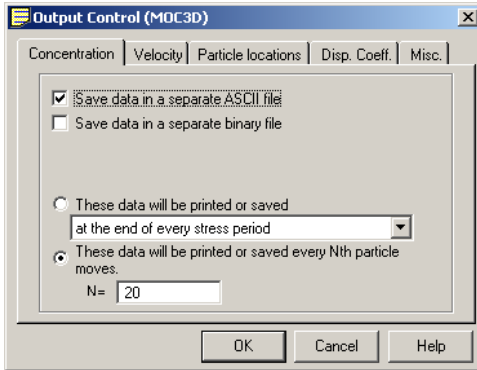 Output Control (MOC3D)
Concentration Velocity Particle locations Disp. Coeff. Misc.
Save data in a separate ASCII file
Save data in a separate binary file
These data will be printed or saved
at the end of every stress period
These data will be printed or saved every Nth particle
moves.
N= 20
OK Cancel Help